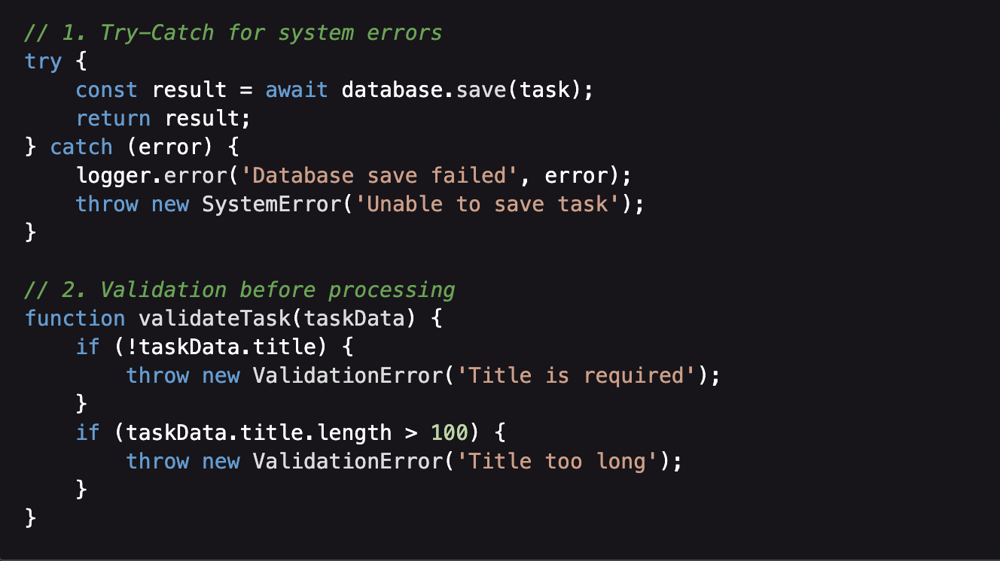 // 1. Try-Catch for system errors
try {
    const result = await database.save(task);
    return result;
} catch (error) {
    logger.error('Database save failed', error);
    throw new SystemError('Unable to save task');
}

// 2. Validation before processing
function validateTask(taskData) {
    if (!taskData.title) {
        throw new ValidationError('Title is required');
    }
    if (taskData.title.length > 100) {
        throw new ValidationError('Title too long');
    }
}